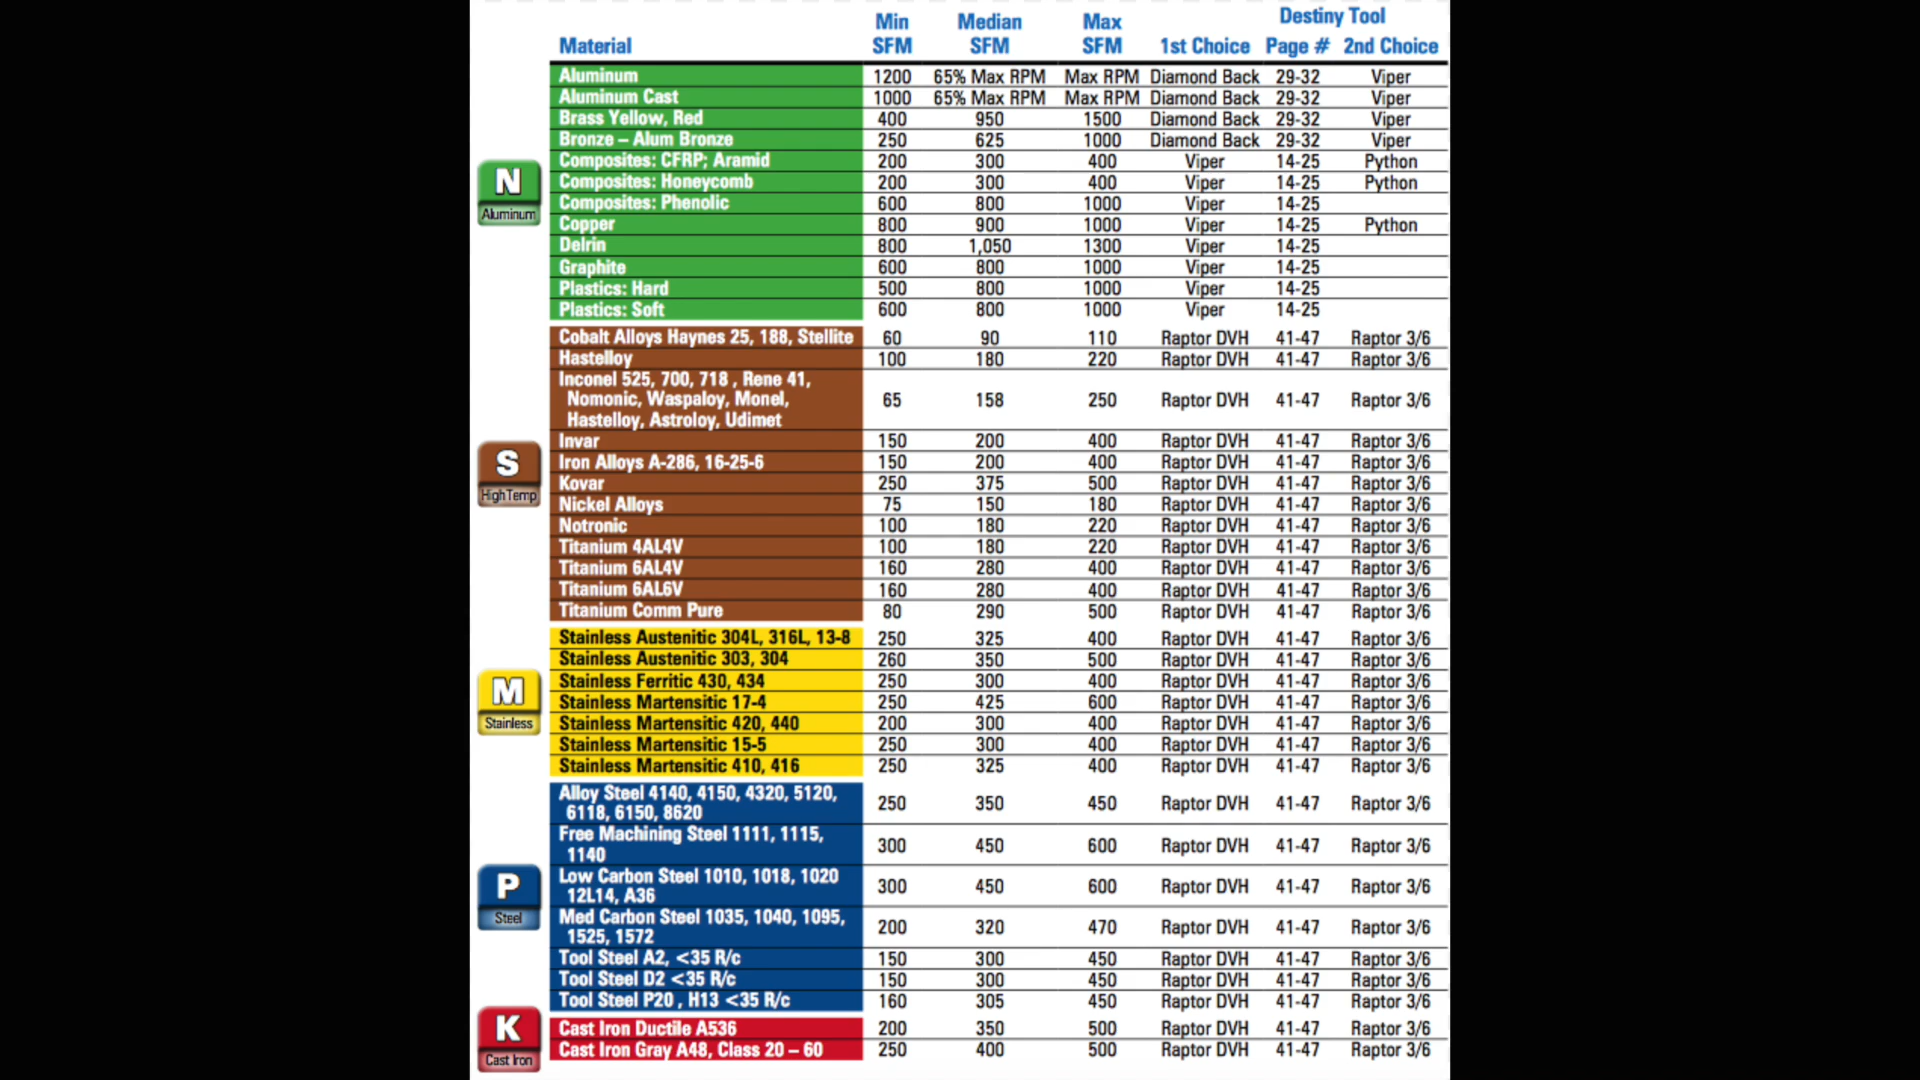 Destiny Tool
Min Median Max
Material SFM SFM SFM 1st Choice Page # 2nd Choice
Aluminum 1200 65% Max RPM Max RPM Diamond Back 29-32 Viper
Aluminum Cast 1000 65% Max RPM Max RPM Diamond Back 29-32 Viper
Brass Yellow, Red 400 950 1500 Diamond Back 29-32 Viper
Bronze – Alum Bronze 250 625 1000 Diamond Back 29-32 Viper
Composites: CFRP; Aramid 200 300 400 Viper 14-25 Python
N
Aluminum
Composites: Honeycomb 200 300 400 Viper 14-25 Python
Composites: Phenolic 600 800 1000 Viper 14-25
Copper 800 900 1000 Viper 14-25 Python
Delrin 800 1,050 1300 Viper 14-25
Graphite 600 800 1000 Viper 14-25
Plastics: Hard 500 800 1000 Viper 14-25
Plastics: Soft 600 800 1000 Viper 14-25
Cobalt Alloys Haynes 25, 188, Stellite 60 90 110 Raptor DVH 41-47 Raptor 3/6
Hastelloy 100 180 220 Raptor DVH 41-47 Raptor 3/6
Inconel 525, 700, 718 , Rene 41,
Nomonic, Waspaloy, Monel, 65 158 250 Raptor DVH 41-47 Raptor 3/6
Hastelloy, Astroloy, Udimet
Invar 150 200 400 Raptor DVH 41-47 Raptor 3/6
S
HighTemp
Iron Alloys A-286, 16-25-6 150 200 400 Raptor DVH 41-47 Raptor 3/6
Kovar 250 375 500 Raptor DVH 41-47 Raptor 3/6
Nickel Alloys 75 150 180 Raptor DVH 41-47 Raptor 3/6
Notronic 100 180 220 Raptor DVH 41-47 Raptor 3/6
Titanium 4AL4V 100 180 220 Raptor DVH 41-47 Raptor 3/6
Titanium 6AL4V 160 280 400 Raptor DVH 41-47 Raptor 3/6
Titanium 6AL6V 160 280 400 Raptor DVH 41-47 Raptor 3/6
Titanium Comm Pure 80 290 500 Raptor DVH 41-47 Raptor 3/6
Stainless Austenitic 304L, 316L, 13-8 250 325 400 Raptor DVH 41-47 Raptor 3/6
Stainless Austenitic 303, 304 260 350 500 Raptor DVH 41-47 Raptor 3/6
Stainless Ferritic 430, 434 250 300 400 Raptor DVH 41-47 Raptor 3/6
M
Stainless
Stainless Martensitic 17-4 250 425 600 Raptor DVH 41-47 Raptor 3/6
Stainless Martensitic 420, 440 200 300 400 Raptor DVH 41-47 Raptor 3/6
Stainless Martensitic 15-5 250 300 400 Raptor DVH 41-47 Raptor 3/6
Stainless Martensitic 410, 416 250 325 400 Raptor DVH 41-47 Raptor 3/6
Alloy Steel 4140, 4150, 4320, 5120, 250 350 450 Raptor DVH 41-47 Raptor 3/6
6118, 6150, 8620
Free Machining Steel 1111, 1115, 300 450 600 Raptor DVH 41-47 Raptor 3/6
1140
P
Steel
Low Carbon Steel 1010, 1018, 1020 300 450 600 Raptor DVH 41-47 Raptor 3/6
12L14, A36
Med Carbon Steel 1035, 1040, 1095, 200 320 470 Raptor DVH 41-47 Raptor 3/6
1525, 1572
Tool Steel A2, <35 R/c 150 300 450 Raptor DVH 41-47 Raptor 3/6
Tool Steel D2 <35 R/c 150 300 450 Raptor DVH 41-47 Raptor 3/6
Tool Steel P20 , H13 <35 R/c 160 305 450 Raptor DVH 41-47 Raptor 3/6
K
Cast Iron
Cast Iron Ductile A536 200 350 500 Raptor DVH 41-47 Raptor 3/6
Cast Iron Gray A48, Class 20 – 60 250 400 500 Raptor DVH 41-47 Raptor 3/6